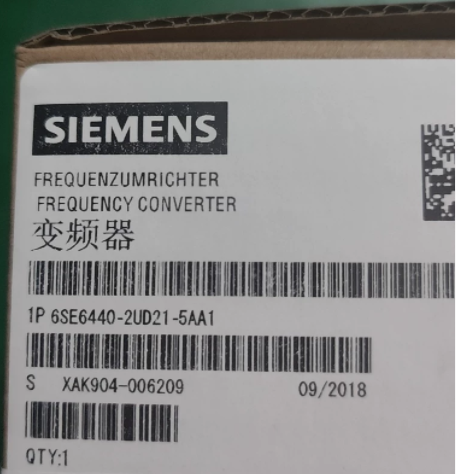 SIEMENS
FREQUENZUMRICHTER
FREQUENCY CONVERTER
变频器
1P 6SE6440-2UD21-5AA1
S XAK904-006209 09/2018
QTY:1